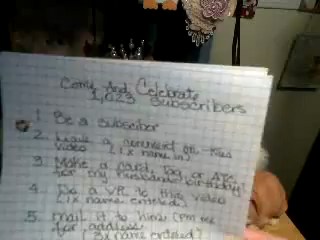 Come And Celebrate
1,023 Subscribers
1. Be a subscriber
2. Leave a comment on this
video (1x name in)
3. Make a card, Tag, or ATC
for my husbands birthday!
4. Do a VR to this video
(2x name entered)
5. Mail it to him (PM me
for address
(3x name entered)